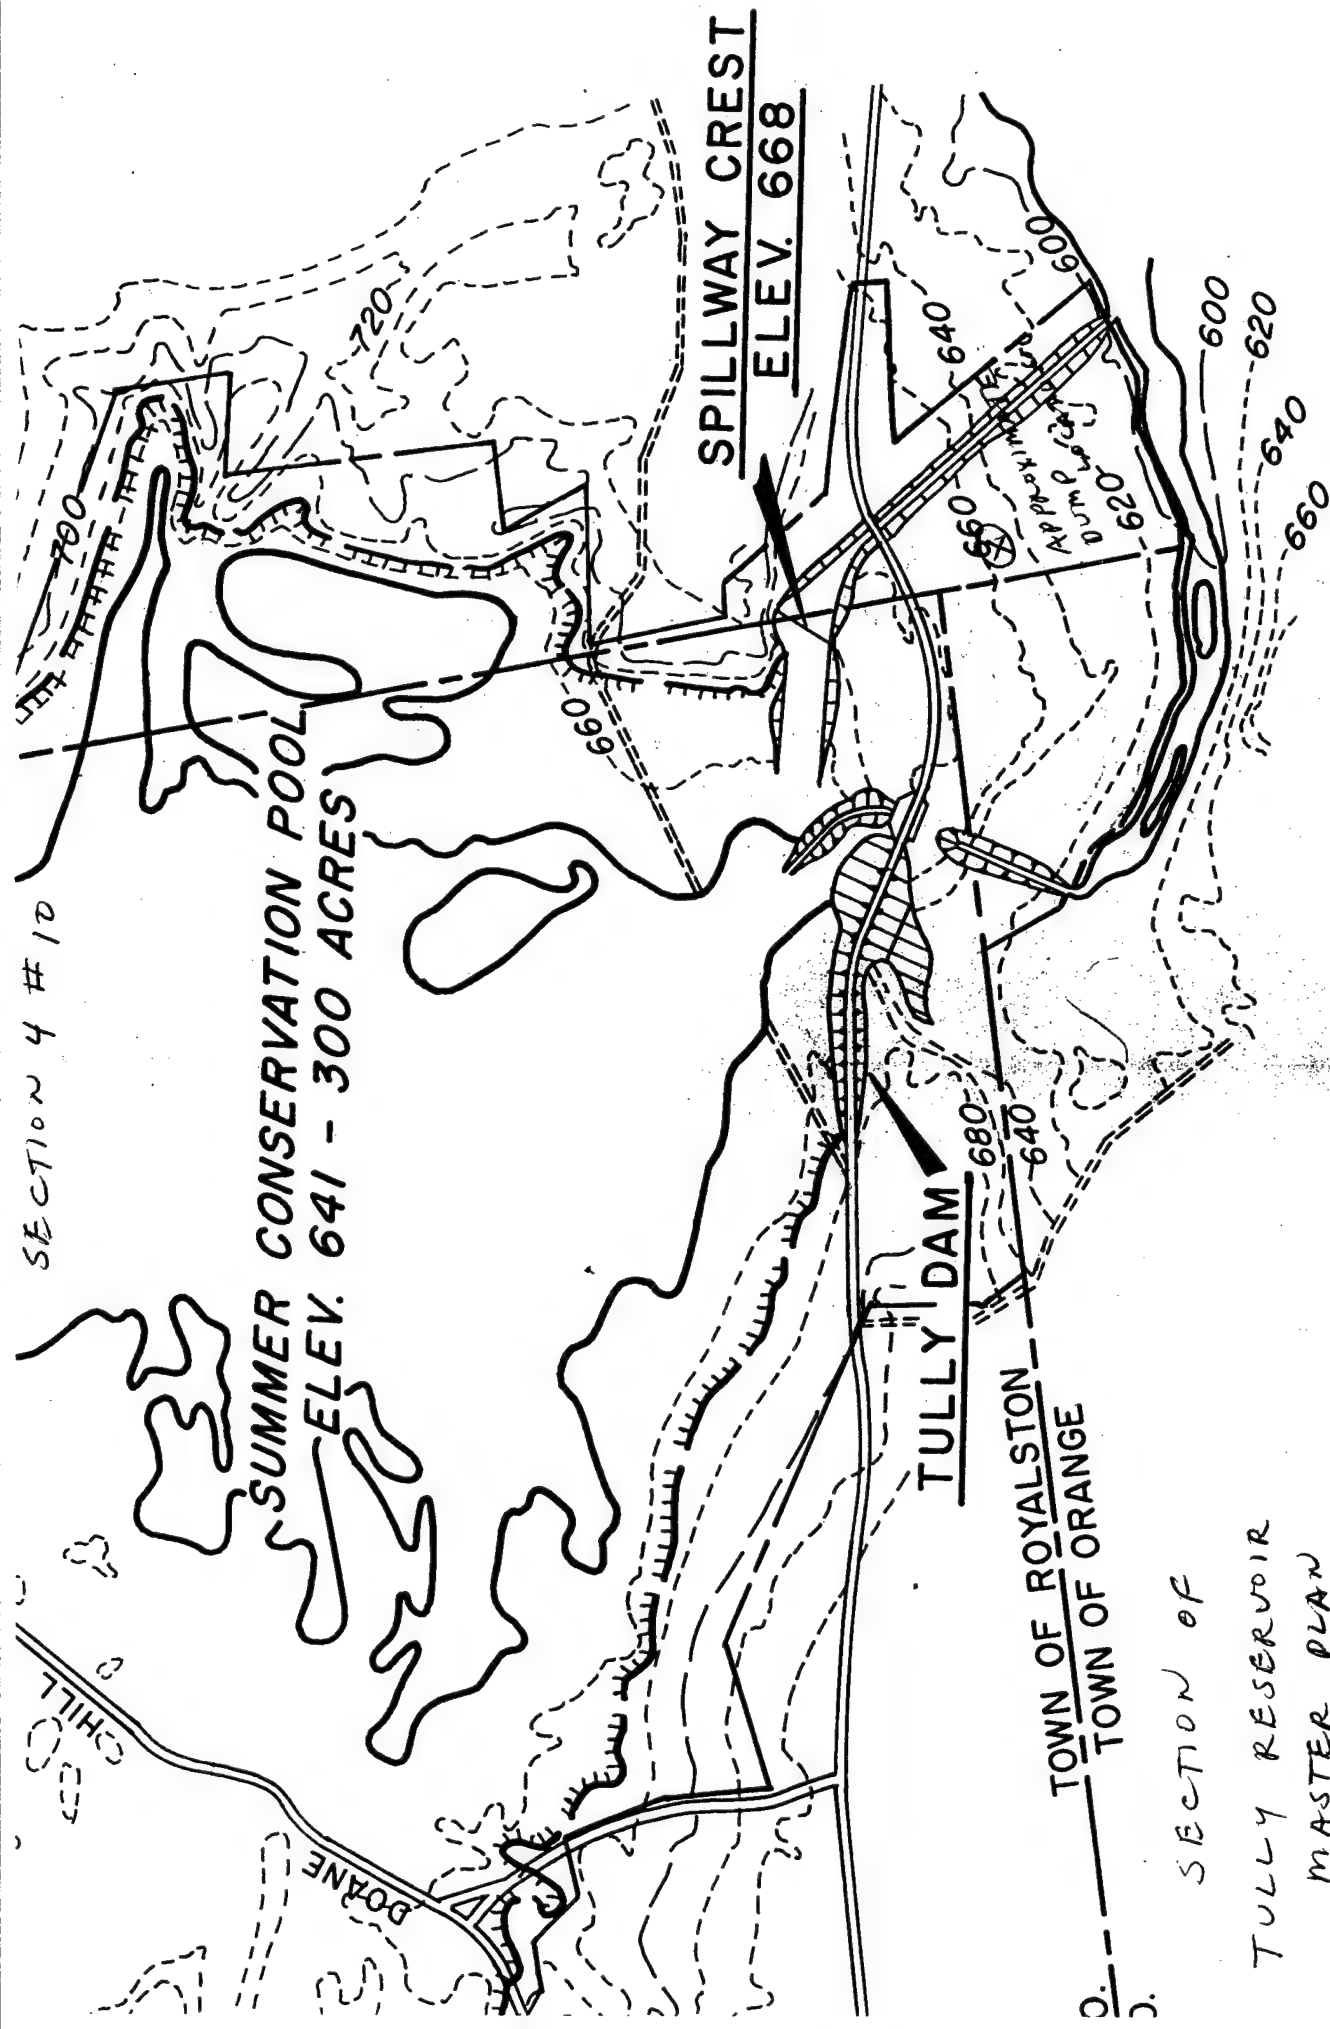 SECTION 4 # 10
SUMMER CONSERVATION POOL
ELEV. 641 - 300 ACRES
SPILLWAY CREST
ELEV. 668
TULLY DAM
TOWN OF ROYALSTON
TOWN OF ORANGE
DOANE
HILL
700
720
660
640
660
APPROXIMATE
DUMP
620
600
600
620
640
660
680
640
SECTION OF
TULLY RESERVOIR
MASTER PLAN